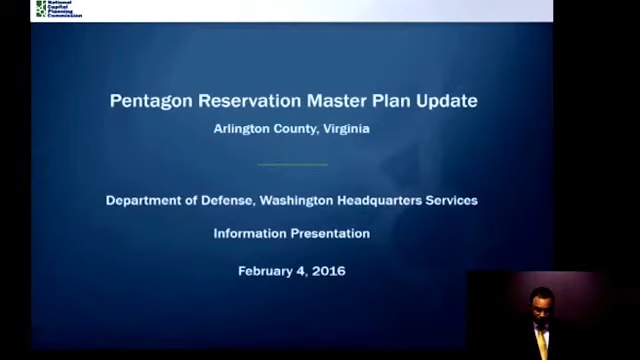 National
Capital
Planning
Commission
Pentagon Reservation Master Plan Update
Arlington County, Virginia
Department of Defense, Washington Headquarters Services
Information Presentation
February 4, 2016